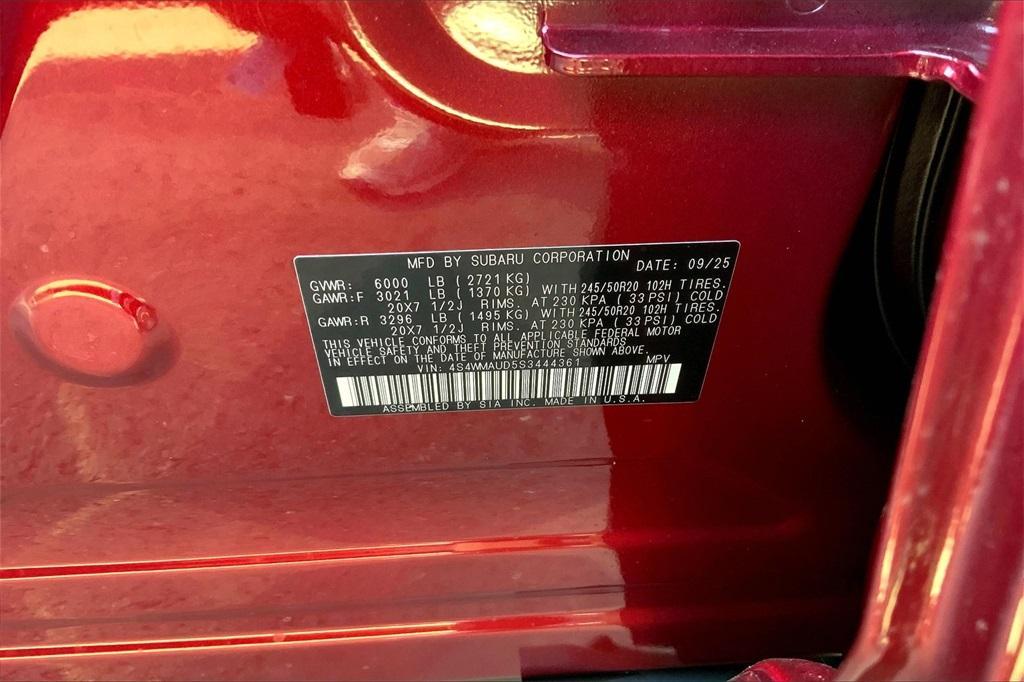 MFD BY SUBARU CORPORATION DATE: 09/25
GVWR: 6000 LB ( 2721 KG)
GAWR:F 3021 LB ( 1370 KG) WITH 245/50R20 102H TIRES.
20X7 1/2J RIMS. AT 230 KPA ( 33 PSI) COLD
GAWR:R 3296 LB ( 1495 KG) WITH 245/50R20 102H TIRES.
20X7 1/2J RIMS. AT 230 KPA ( 33 PSI) COLD
THIS VEHICLE CONFORMS TO ALL APPLICABLE FEDERAL MOTOR
VEHICLE SAFETY AND THEFT PREVENTION STANDARDS
IN EFFECT ON THE DATE OF MANUFACTURE SHOWN ABOVE.
VIN: 4S4WMAUD5S3444361 MPV
ASSEMBLED BY SIA INC. MADE IN U.S.A.